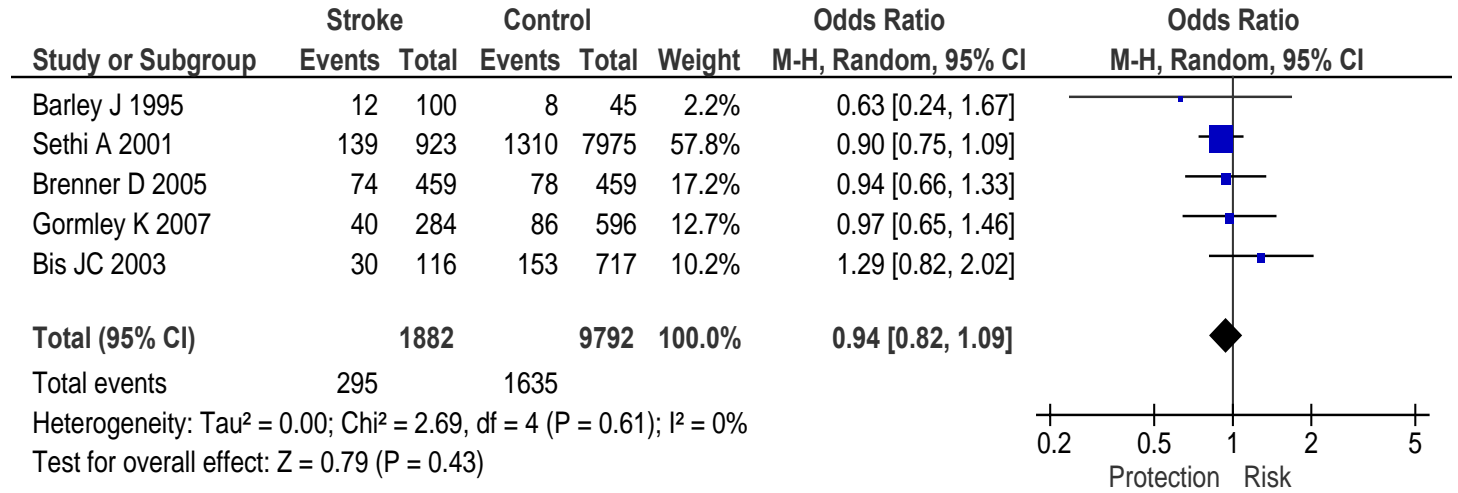 Stroke Control Odds Ratio Odds Ratio
Study or Subgroup Events Total Events Total Weight M-H, Random, 95% CI M-H, Random, 95% CI
Barley J 1995 12 100 8 45 2.2% 0.63 [0.24, 1.67]
Sethi A 2001 139 923 1310 7975 57.8% 0.90 [0.75, 1.09]
Brenner D 2005 74 459 78 459 17.2% 0.94 [0.66, 1.33]
Gormley K 2007 40 284 86 596 12.7% 0.97 [0.65, 1.46]
Bis JC 2003 30 116 153 717 10.2% 1.29 [0.82, 2.02]
Total (95% CI) 1882 9792 100.0% 0.94 [0.82, 1.09]
Total events 295 1635
Heterogeneity: Tau² = 0.00; Chi² = 2.69, df = 4 (P = 0.61); I² = 0%
Test for overall effect: Z = 0.79 (P = 0.43)
0.2 0.5 1 2 5
Protection Risk